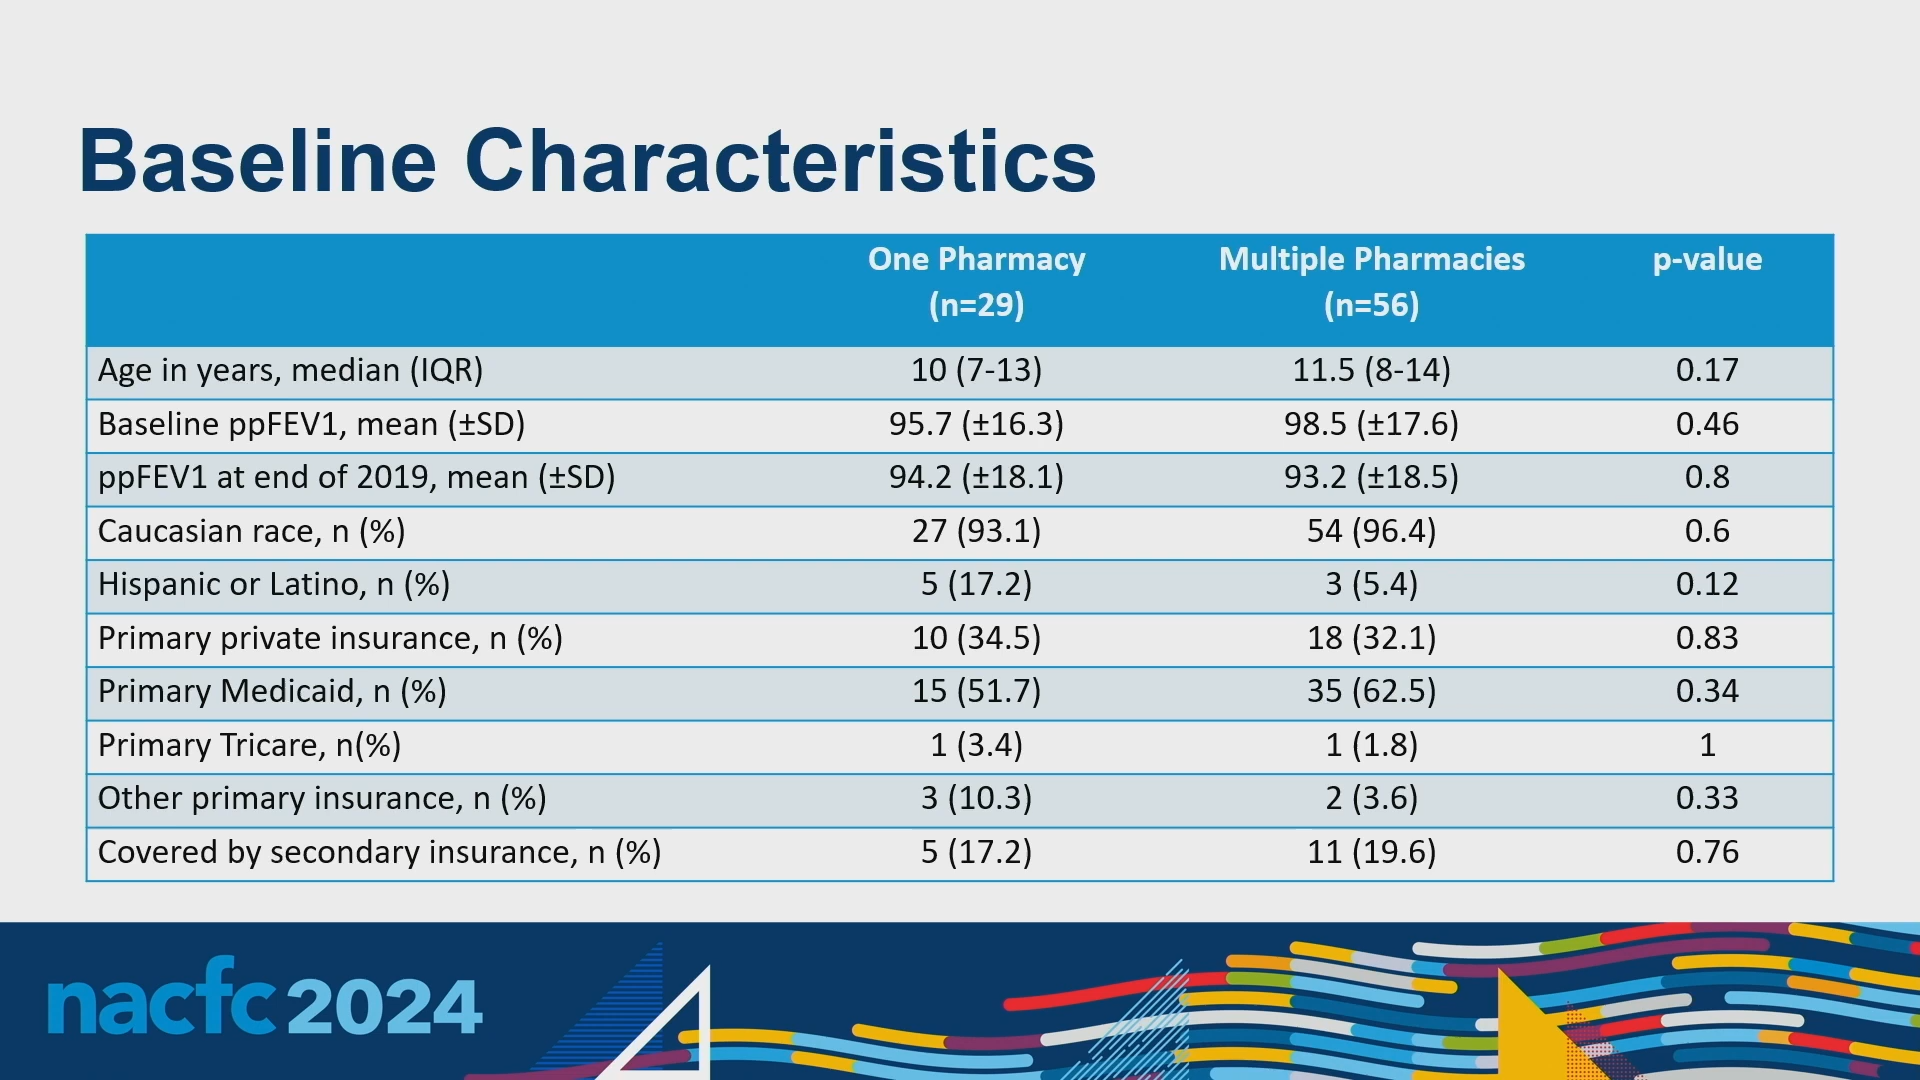 Baseline Characteristics
One Pharmacy (n=29) Multiple Pharmacies (n=56) p-value
Age in years, median (IQR) 10 (7-13) 11.5 (8-14) 0.17
Baseline ppFEV1, mean (±SD) 95.7 (±16.3) 98.5 (±17.6) 0.46
ppFEV1 at end of 2019, mean (±SD) 94.2 (±18.1) 93.2 (±18.5) 0.8
Caucasian race, n (%) 27 (93.1) 54 (96.4) 0.6
Hispanic or Latino, n (%) 5 (17.2) 3 (5.4) 0.12
Primary private insurance, n (%) 10 (34.5) 18 (32.1) 0.83
Primary Medicaid, n (%) 15 (51.7) 35 (62.5) 0.34
Primary Tricare, n(%) 1 (3.4) 1 (1.8) 1
Other primary insurance, n (%) 3 (10.3) 2 (3.6) 0.33
Covered by secondary insurance, n (%) 5 (17.2) 11 (19.6) 0.76
nacfc 2024